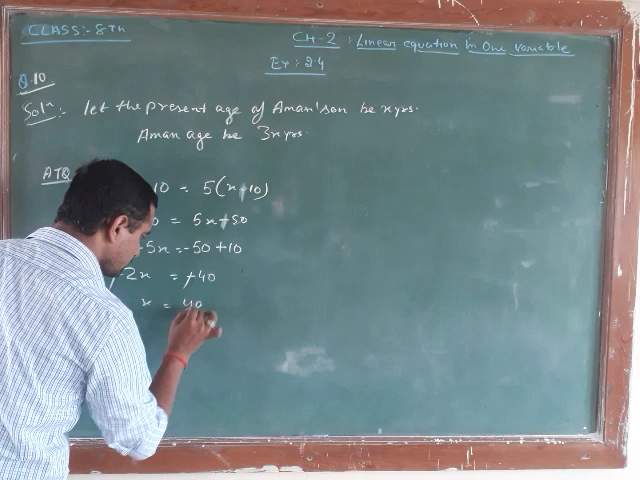 CLASS:- 8Th
CH-2 : Linear equation In One Variable
Ex : 2.4
Q.10
Solⁿ:- let the present age of Aman'son be x yrs.
Aman age be 3x yrs.
ATQ
10 = 5(x-10)
0 = 5x-50
-5x = -50+10
-2x = -40
x = 40